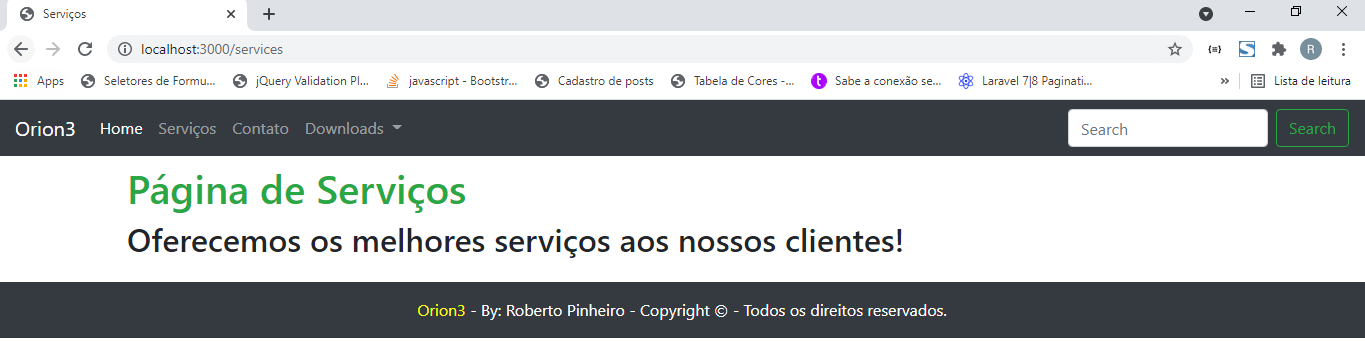 Serviços
localhost:3000/services
R
Apps Seletores de Formu... jQuery Validation Pl... javascript - Bootstr... Cadastro de posts Tabela de Cores -... Sabe a conexão se... Laravel 7|8 Paginati... » Lista de leitura
Orion3 Home Serviços Contato Downloads Search Search
Página de Serviços
Oferecemos os melhores serviços aos nossos clientes!
Orion3 - By: Roberto Pinheiro - Copyright © - Todos os direitos reservados.